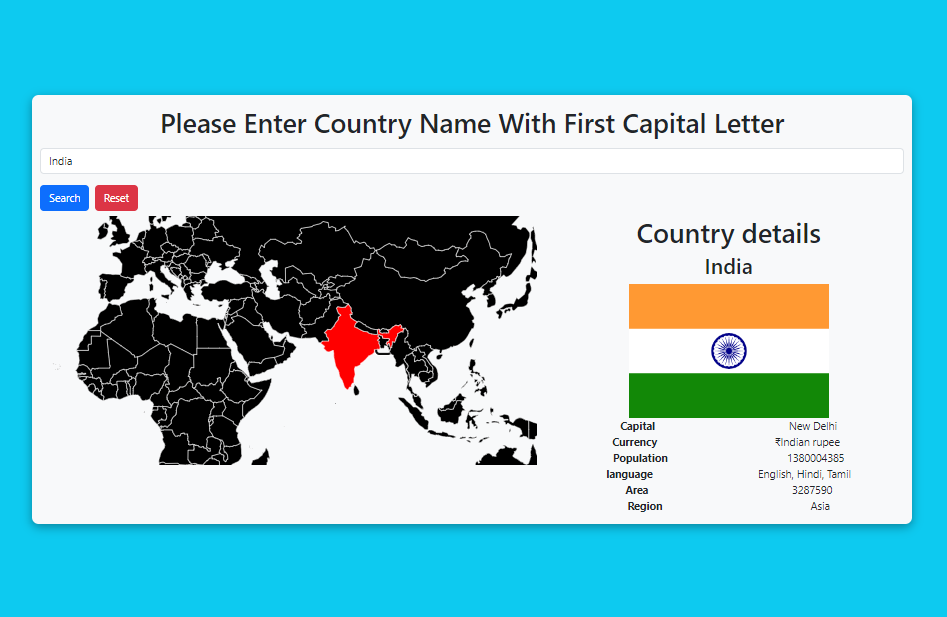 Please Enter Country Name With First Capital Letter
India
Search Reset
Country details
India
Capital New Delhi
Currency ₹Indian rupee
Population 1380004385
language English, Hindi, Tamil
Area 3287590
Region Asia